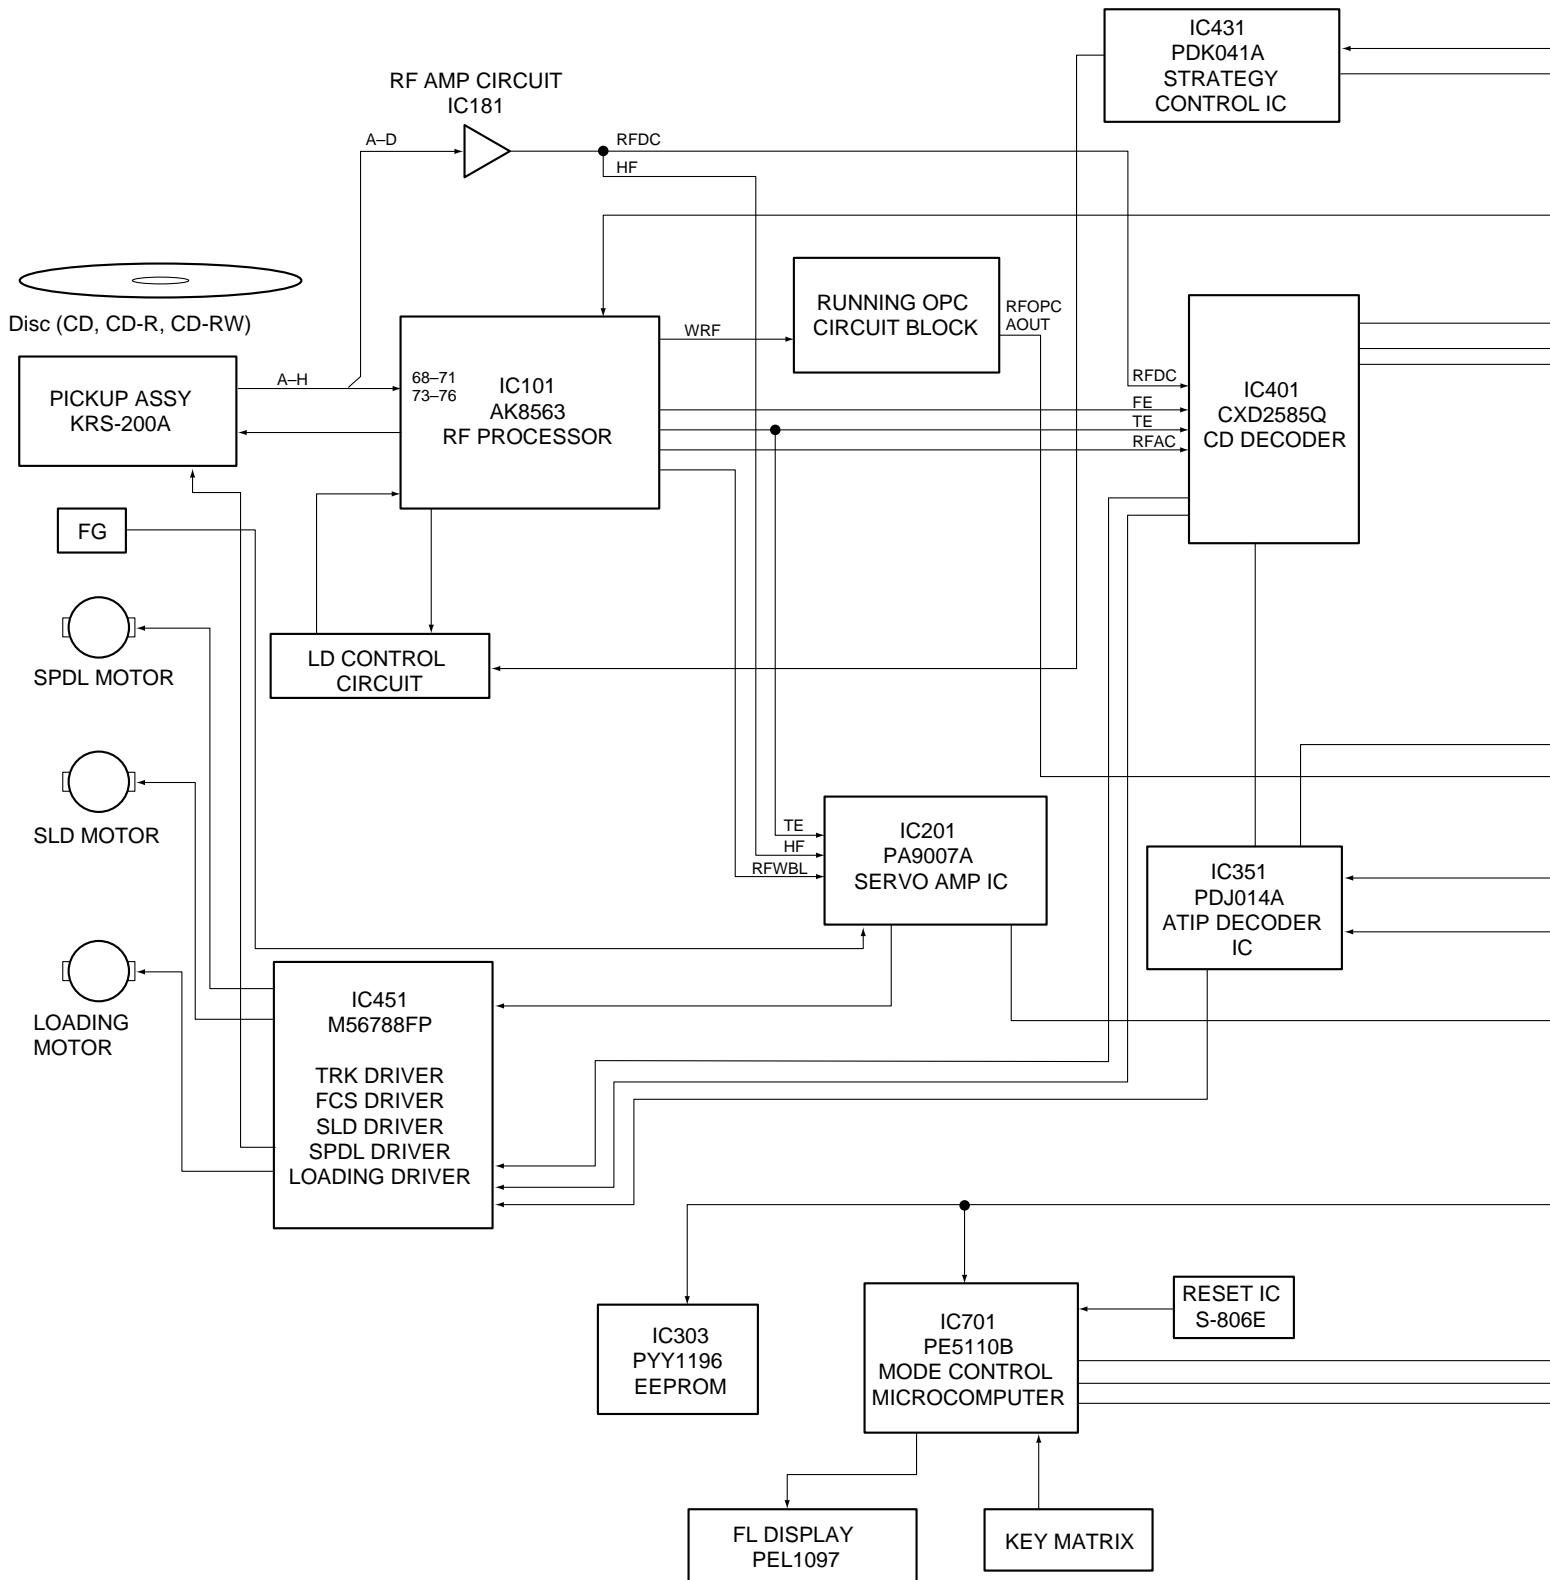 IC431
PDK041A
STRATEGY
CONTROL IC
RF AMP CIRCUIT
IC181
A–D
RFDC
HF
Disc (CD, CD-R, CD-RW)
PICKUP ASSY
KRS-200A
A–H
68–71
73–76
IC101
AK8563
RF PROCESSOR
WRF
RUNNING OPC
CIRCUIT BLOCK
RFOPC
AOUT
RFDC
FE
TE
RFAC
IC401
CXD2585Q
CD DECODER
FG
SPDL MOTOR
LD CONTROL
CIRCUIT
SLD MOTOR
TE
HF
RFWBL
IC201
PA9007A
SERVO AMP IC
IC351
PDJ014A
ATIP DECODER
IC
LOADING
MOTOR
IC451
M56788FP
TRK DRIVER
FCS DRIVER
SLD DRIVER
SPDL DRIVER
LOADING DRIVER
IC303
PYY1196
EEPROM
IC701
PE5110B
MODE CONTROL
MICROCOMPUTER
RESET IC
S-806E
FL DISPLAY
PEL1097
KEY MATRIX